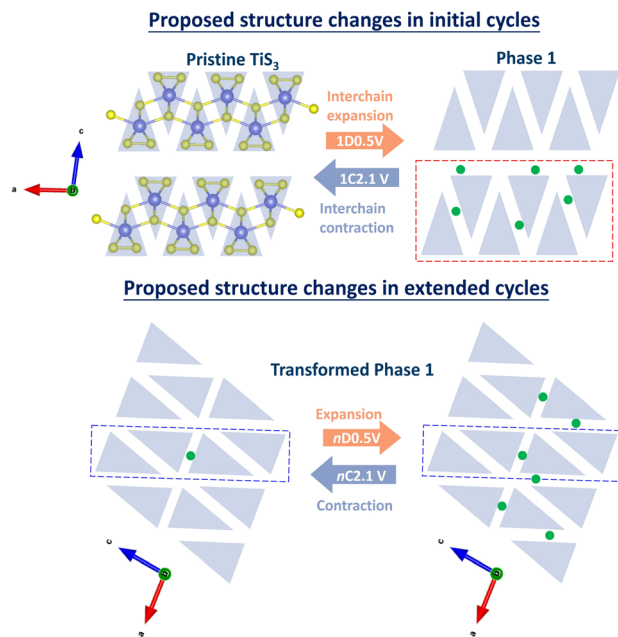 Proposed structure changes in initial cycles
Pristine TiS₃
Phase 1
Interchain
expansion
1D0.5V
1C2.1 V
Interchain
contraction
c
a
b
Proposed structure changes in extended cycles
Transformed Phase 1
Expansion
nD0.5V
nC2.1 V
Contraction
c
b
a
c
b
a